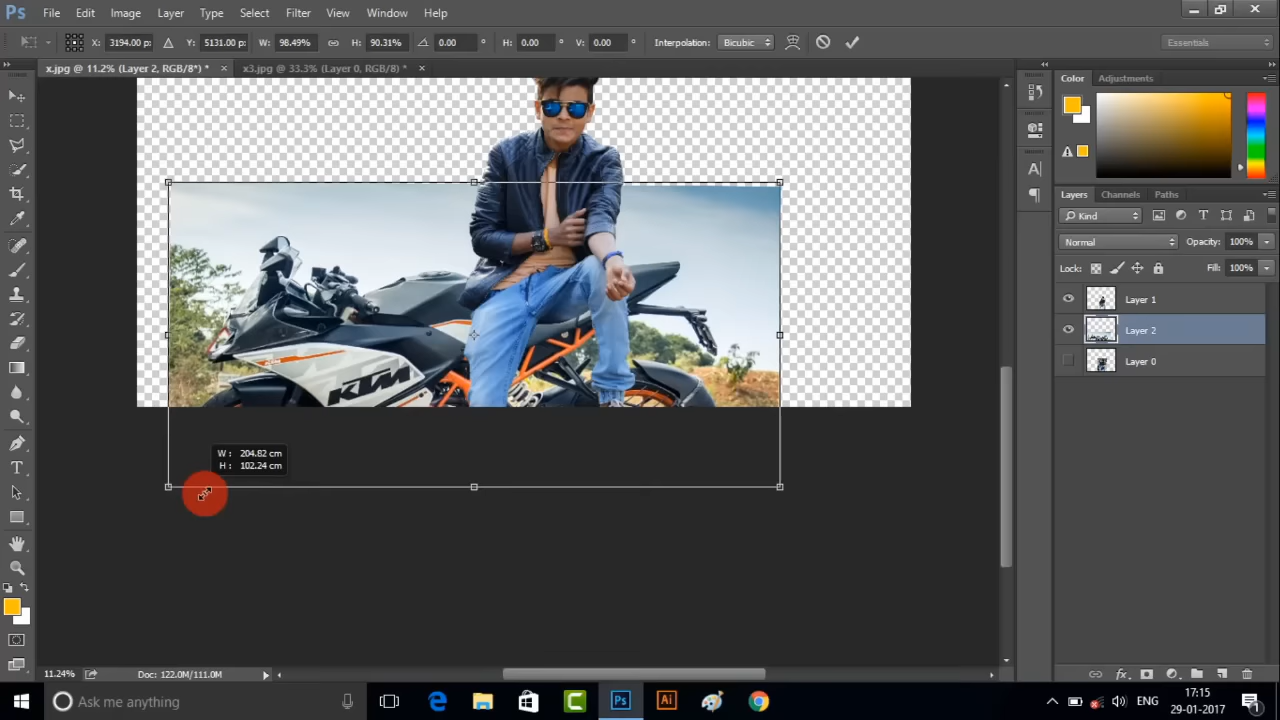 Ps File Edit Image Layer Type Select Filter View Window Help
X: 3194.00 px Y: 5131.00 px W: 98.49% H: 90.31% 0.00 ° H: 0.00 ° V: 0.00 ° Interpolation: Bicubic Essentials
x.jpg @ 11.2% (Layer 2, RGB/8*) * × x3.jpg @ 33.3% (Layer 0, RGB/8) * ×
Color Adjustments
Layers Channels Paths
Kind
Normal Opacity: 100%
Lock: Fill: 100%
Layer 1
Layer 2
Layer 0
KTM
W: 204.82 cm
H: 102.24 cm
11.24% Doc: 122.0M/111.0M
Ask me anything
Ps Ai
ENG
17:15
29-01-2017